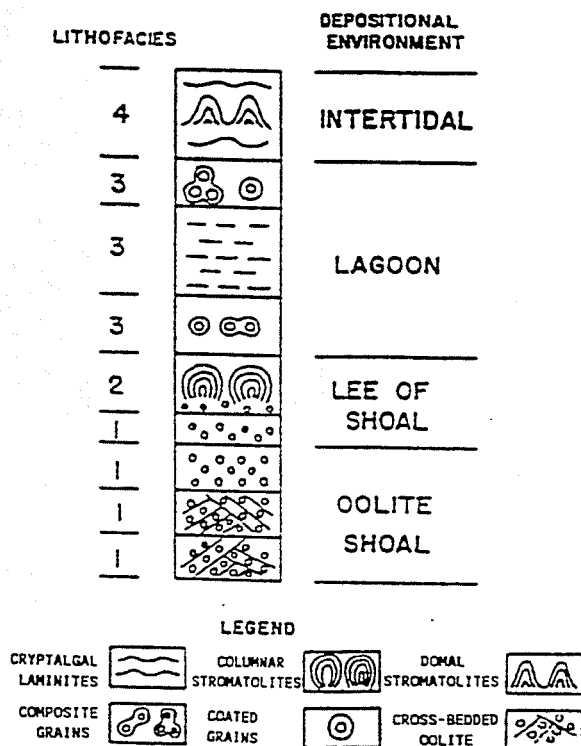 LITHOFACIES
DEPOSITIONAL
ENVIRONMENT
4
INTERTIDAL
3
3
LAGOON
3
2
LEE OF
SHOAL
1
1
OOLITE
1
SHOAL
1
LEGEND
CRYPTALGAL
LAMINITES
COLUMNAR
STROMATOLITES
DOMAL
STROMATOLITES
COMPOSITE
GRAINS
COATED
GRAINS
CROSS-BEDDED
OOLITE